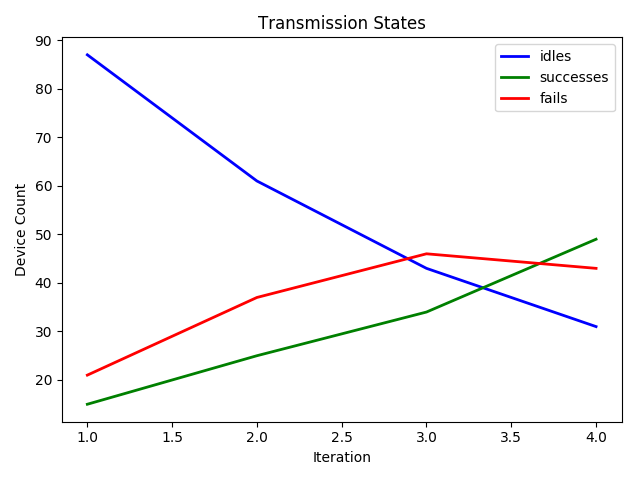 Transmission States
90
80
70
60
50
40
30
20
Device Count
idles
successes
fails
1.0 1.5 2.0 2.5 3.0 3.5 4.0
Iteration